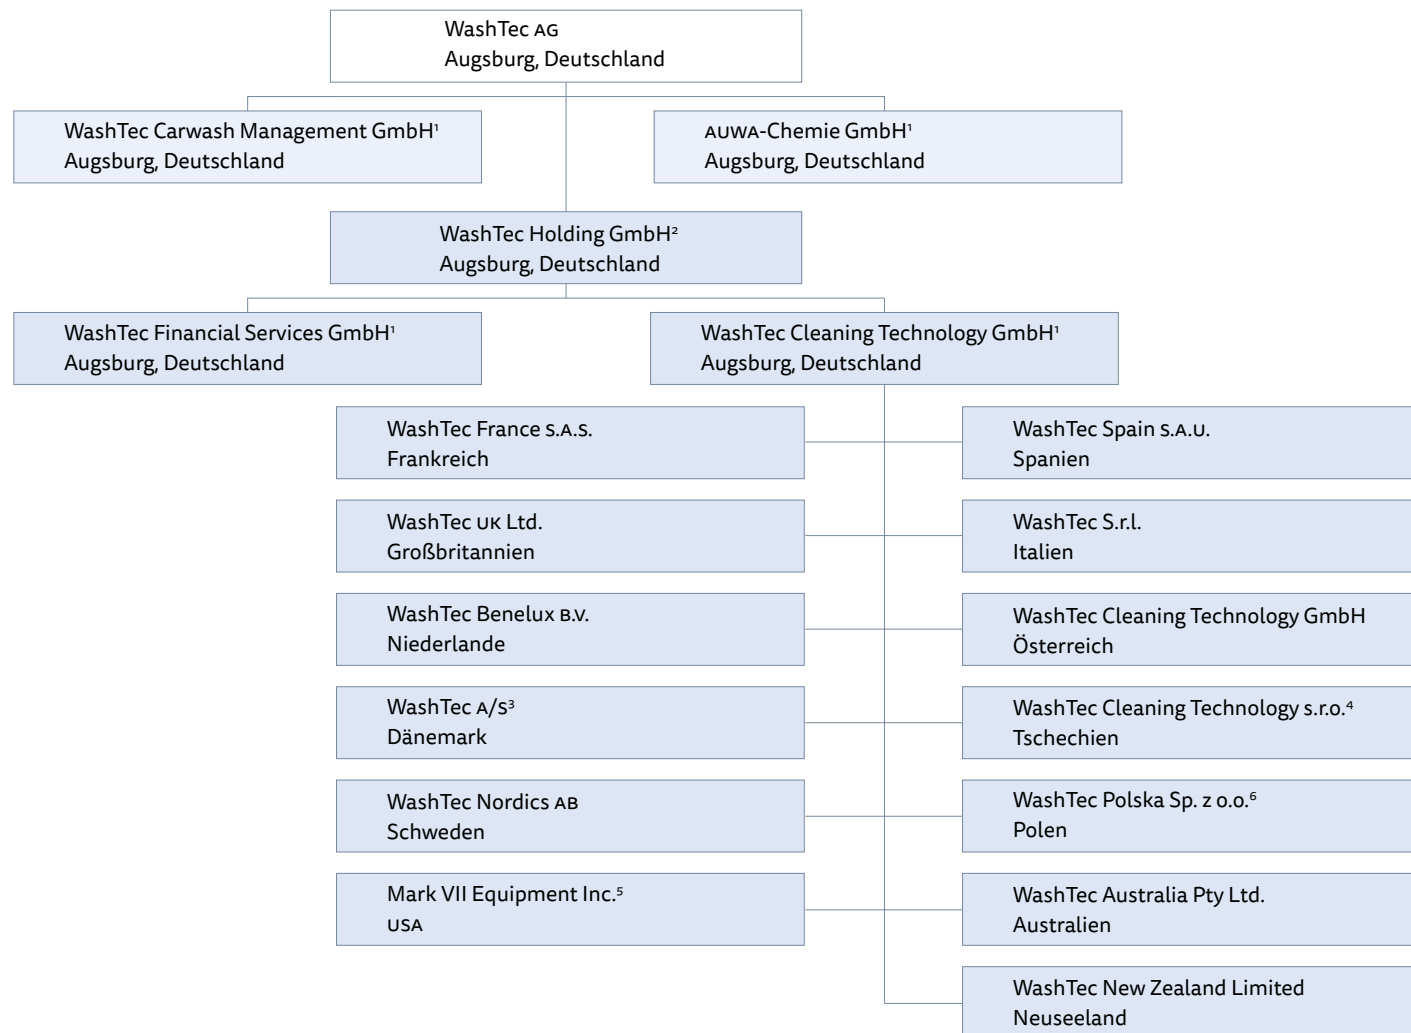 WashTec AG
Augsburg, Deutschland
WashTec Carwash Management GmbH¹
Augsburg, Deutschland
AUWA-Chemie GmbH¹
Augsburg, Deutschland
WashTec Holding GmbH²
Augsburg, Deutschland
WashTec Financial Services GmbH¹
Augsburg, Deutschland
WashTec Cleaning Technology GmbH¹
Augsburg, Deutschland
WashTec France S.A.S.
Frankreich
WashTec Spain S.A.U.
Spanien
WashTec UK Ltd.
Großbritannien
WashTec S.r.l.
Italien
WashTec Benelux B.V.
Niederlande
WashTec Cleaning Technology GmbH
Österreich
WashTec A/S³
Dänemark
WashTec Cleaning Technology s.r.o.⁴
Tschechien
WashTec Nordics AB
Schweden
WashTec Polska Sp. z o.o.⁶
Polen
Mark VII Equipment Inc.⁵
USA
WashTec Australia Pty Ltd.
Australien
WashTec New Zealand Limited
Neuseeland